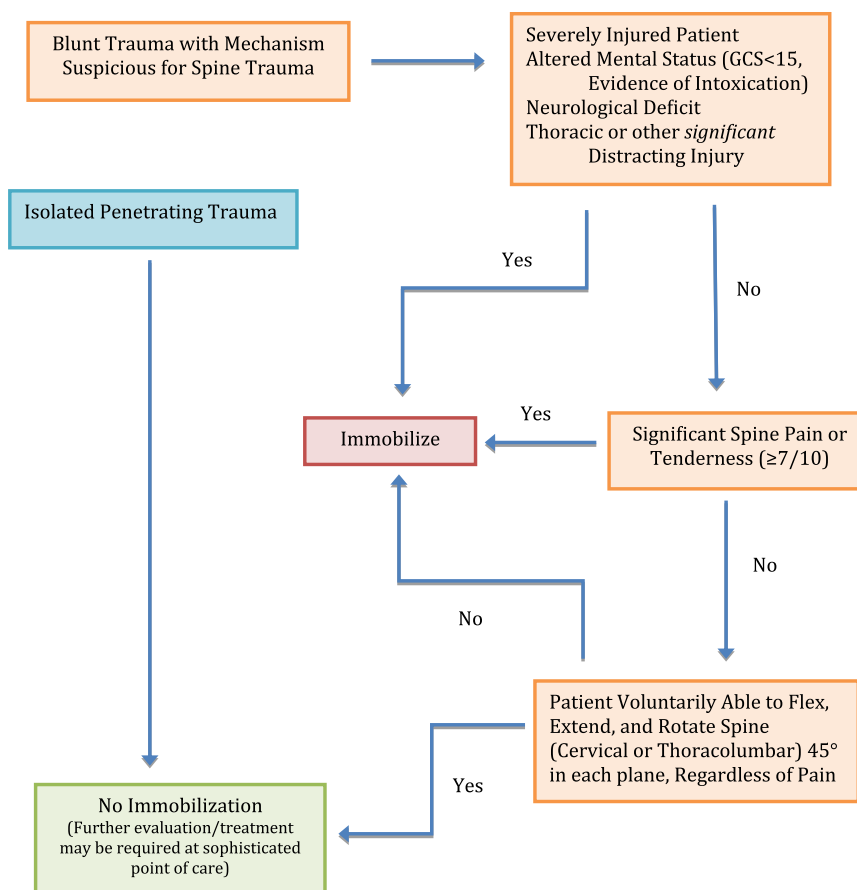 Blunt Trauma with Mechanism
Suspicious for Spine Trauma
Severely Injured Patient
Altered Mental Status (GCS<15,
Evidence of Intoxication)
Neurological Deficit
Thoracic or other significant
Distracting Injury
Isolated Penetrating Trauma
Yes
No
Immobilize
Yes
Significant Spine Pain or
Tenderness (≥7/10)
No
No
Patient Voluntarily Able to Flex,
Extend, and Rotate Spine
(Cervical or Thoracolumbar) 45°
in each plane, Regardless of Pain
Yes
No Immobilization
(Further evaluation/treatment
may be required at sophisticated
point of care)